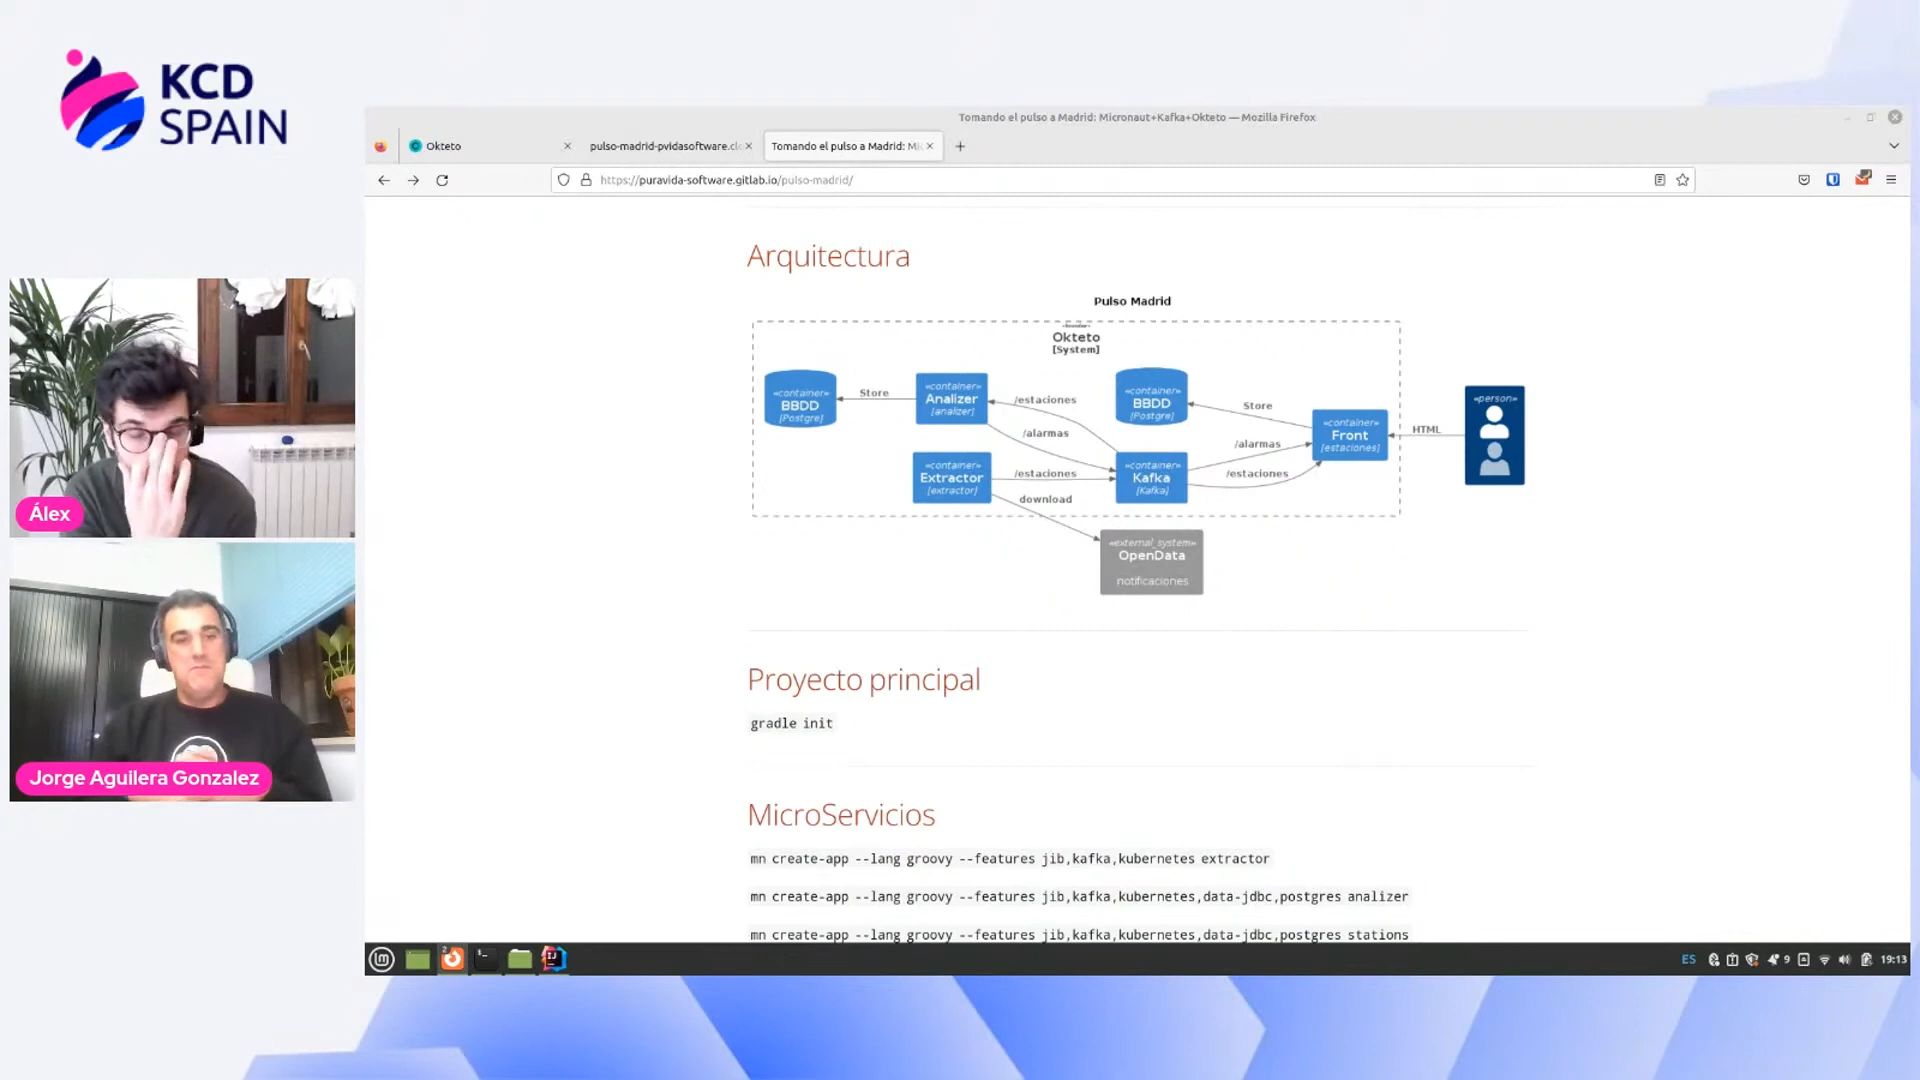 KCD
SPAIN
Tomando el pulso a Madrid: Micronaut+Kafka+Okteto — Mozilla Firefox
Okteto
pulso-madrid-pvidasoftware.clo
Tomando el pulso a Madrid: Mi
https://puravida-software.gitlab.io/pulso-madrid/
Arquitectura
Pulso Madrid
Okteto
[System]
«container»
BBDD
[Postgre]
Store
«container»
Analizer
[analizer]
/estaciones
/alarmas
«container»
BBDD
[Postgre]
Store
«container»
Front
[estaciones]
HTML
«person»
«container»
Extractor
[extractor]
/estaciones
download
«container»
Kafka
[Kafka]
/alarmas
/estaciones
«external_system»
OpenData
notificaciones
Proyecto principal
gradle init
MicroServicios
mn create-app --lang groovy --features jib,kafka,kubernetes extractor
mn create-app --lang groovy --features jib,kafka,kubernetes,data-jdbc,postgres analizer
mn create-app --lang groovy --features jib,kafka,kubernetes,data-jdbc,postgres stations
Álex
Jorge Aguilera Gonzalez
2
ES
9
19:13